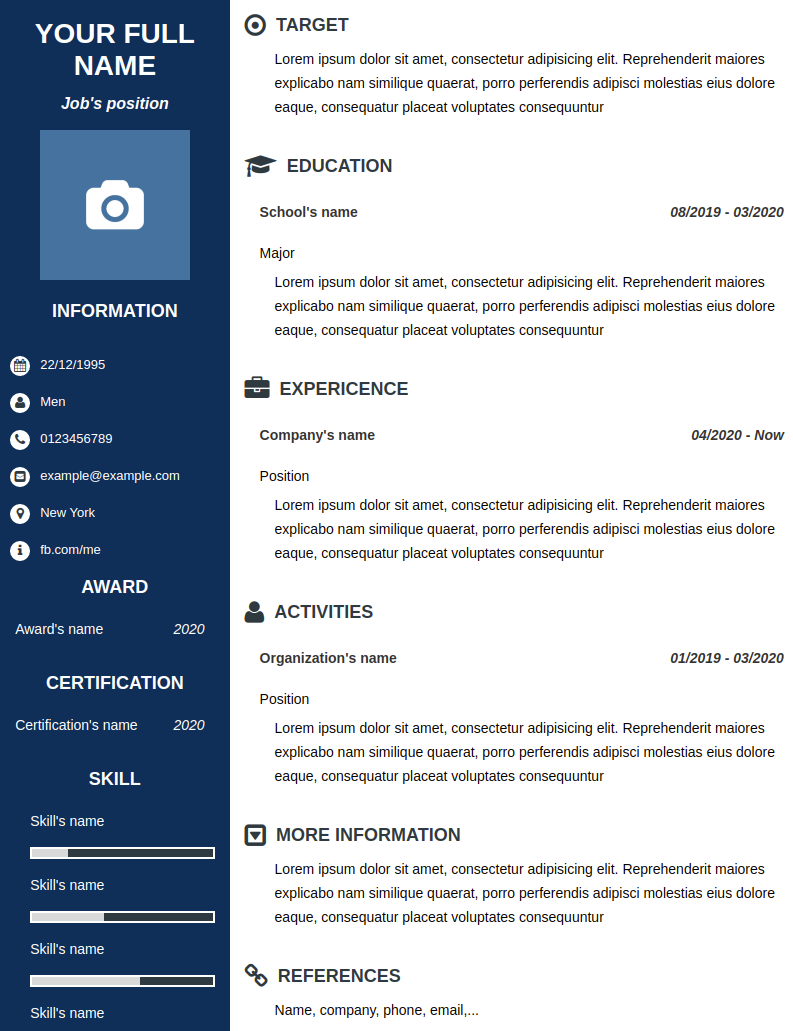 YOUR FULL
NAME
Job's position
INFORMATION
22/12/1995
Men
0123456789
example@example.com
New York
fb.com/me
AWARD
Award's name 2020
CERTIFICATION
Certification's name 2020
SKILL
Skill's name
Skill's name
Skill's name
Skill's name
TARGET
Lorem ipsum dolor sit amet, consectetur adipisicing elit. Reprehenderit maiores
explicabo nam similique quaerat, porro perferendis adipisci molestias eius dolore
eaque, consequatur placeat voluptates consequuntur
EDUCATION
School's name 08/2019 - 03/2020
Major
Lorem ipsum dolor sit amet, consectetur adipisicing elit. Reprehenderit maiores
explicabo nam similique quaerat, porro perferendis adipisci molestias eius dolore
eaque, consequatur placeat voluptates consequuntur
EXPERICENCE
Company's name 04/2020 - Now
Position
Lorem ipsum dolor sit amet, consectetur adipisicing elit. Reprehenderit maiores
explicabo nam similique quaerat, porro perferendis adipisci molestias eius dolore
eaque, consequatur placeat voluptates consequuntur
ACTIVITIES
Organization's name 01/2019 - 03/2020
Position
Lorem ipsum dolor sit amet, consectetur adipisicing elit. Reprehenderit maiores
explicabo nam similique quaerat, porro perferendis adipisci molestias eius dolore
eaque, consequatur placeat voluptates consequuntur
MORE INFORMATION
Lorem ipsum dolor sit amet, consectetur adipisicing elit. Reprehenderit maiores
explicabo nam similique quaerat, porro perferendis adipisci molestias eius dolore
eaque, consequatur placeat voluptates consequuntur
REFERENCES
Name, company, phone, email,...